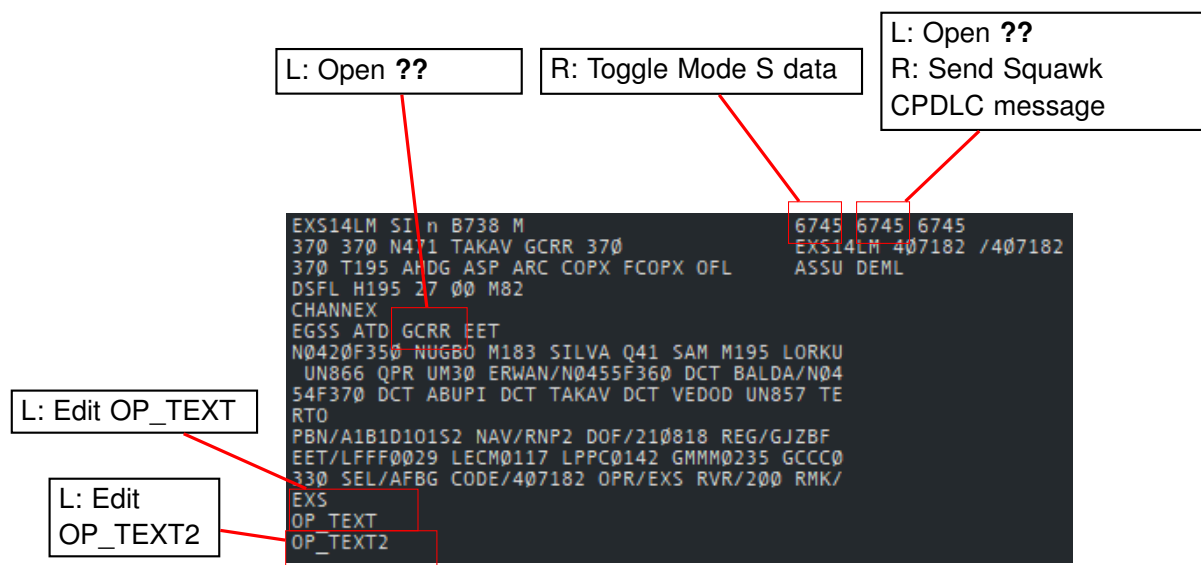 L: Open ??
R: Toggle Mode S data
L: Open ??
R: Send Squawk
CPDLC message
EXS14LM SI n B738 M 6745 6745 6745
370 370 N471 TAKAV GCRR 370 EXS14LM 407182 /407182
370 T195 AHDG ASP ARC COPX FCOPX OFL ASSU DEML
DSFL H195 27 00 M82
CHANNEX
EGSS ATD GCRR EET
N0420F350 NUGBO M183 SILVA Q41 SAM M195 LORKU
UN866 QPR UM30 ERWAN/N0455F360 DCT BALDA/N04
54F370 DCT ABUPI DCT TAKAV DCT VEDOD UN857 TE
RTO
PBN/A1B1D1O1S2 NAV/RNP2 DOF/210818 REG/GJZBF
EET/LFFF0029 LECM0117 LPPC0142 GMMM0235 GCCC0
330 SEL/AFBG CODE/407182 OPR/EXS RVR/200 RMK/
EXS
OP_TEXT
OP_TEXT2
L: Edit OP_TEXT
L: Edit
OP_TEXT2